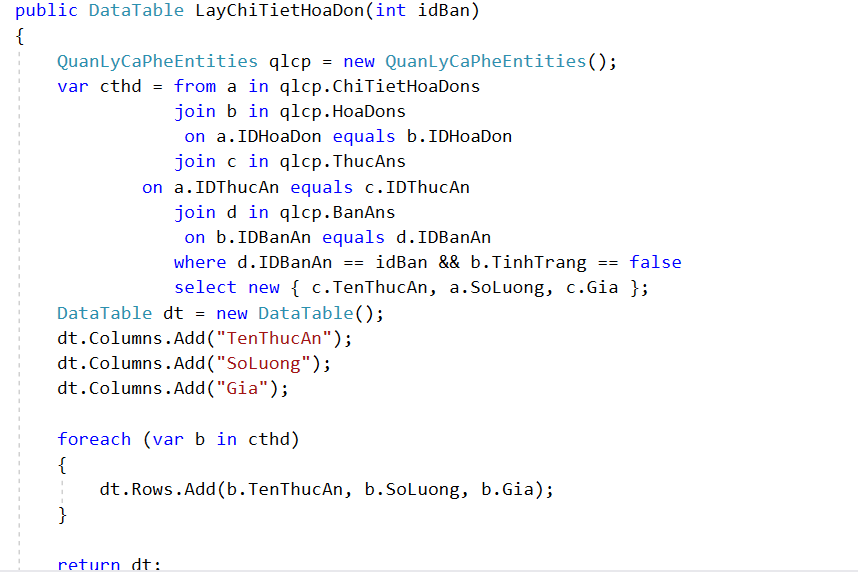 public DataTable LayChiTietHoaDon(int idBan)
{
QuanLyCaPheEntities qlcp = new QuanLyCaPheEntities();
var cthd = from a in qlcp.ChiTietHoaDons
join b in qlcp.HoaDons
on a.IDHoaDon equals b.IDHoaDon
join c in qlcp.ThucAns
on a.IDThucAn equals c.IDThucAn
join d in qlcp.BanAns
on b.IDBanAn equals d.IDBanAn
where d.IDBanAn == idBan && b.TinhTrang == false
select new { c.TenThucAn, a.SoLuong, c.Gia };
DataTable dt = new DataTable();
dt.Columns.Add("TenThucAn");
dt.Columns.Add("SoLuong");
dt.Columns.Add("Gia");
foreach (var b in cthd)
{
dt.Rows.Add(b.TenThucAn, b.SoLuong, b.Gia);
}
return dt;